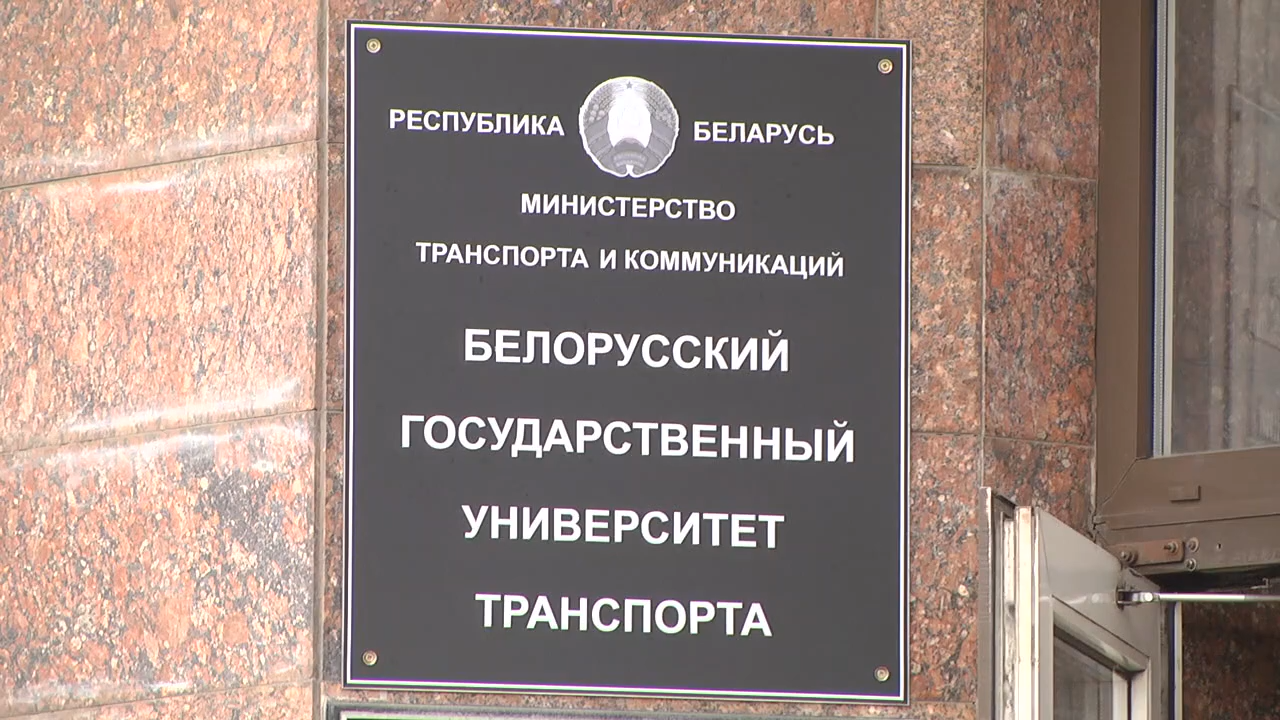 РЕСПУБЛИКА БЕЛАРУСЬ
МИНИСТЕРСТВО
ТРАНСПОРТА И КОММУНИКАЦИЙ
БЕЛОРУССКИЙ
ГОСУДАРСТВЕННЫЙ
УНИВЕРСИТЕТ
ТРАНСПОРТА